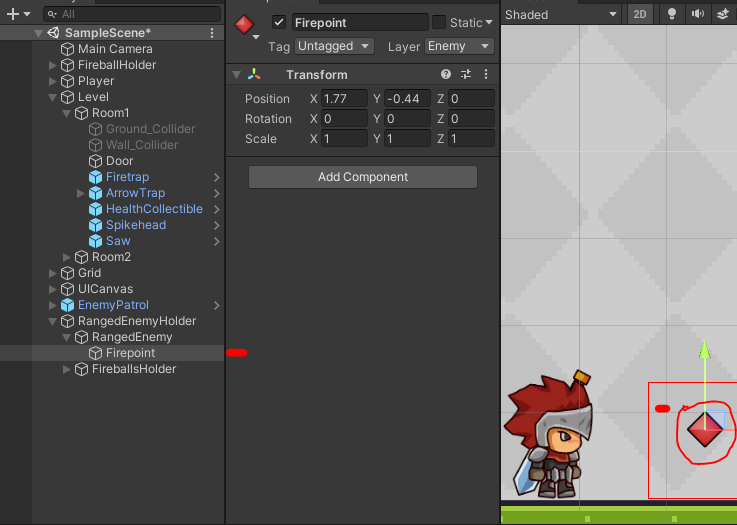 All
SampleScene*
Main Camera
FireballHolder
Player
Level
Room1
Ground_Collider
Wall_Collider
Door
Firetrap
ArrowTrap
HealthCollectible
Spikehead
Saw
Room2
Grid
UICanvas
EnemyPatrol
RangedEnemyHolder
RangedEnemy
Firepoint
FireballsHolder
Firepoint Static
Tag Untagged Layer Enemy
Transform
Position X 1.77 Y -0.44 Z 0
Rotation X 0 Y 0 Z 0
Scale X 1 Y 1 Z 1
Add Component
Shaded 2D